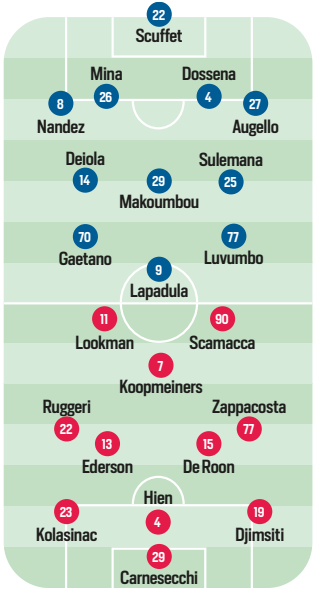 22
Scuffet
Mina Dossena
8 26 4 27
Nandez Augello
Deiola Sulemana
14 29 25
Makoumbou
70 77
Gaetano Luvumbo
9
Lapadula
11 90
Lookman Scamacca
7
Koopmeiners
Ruggeri Zappacosta
22 77
13 15
Ederson De Roon
Hien
23 4 19
Kolasinac Djimsiti
29
Carnesecchi